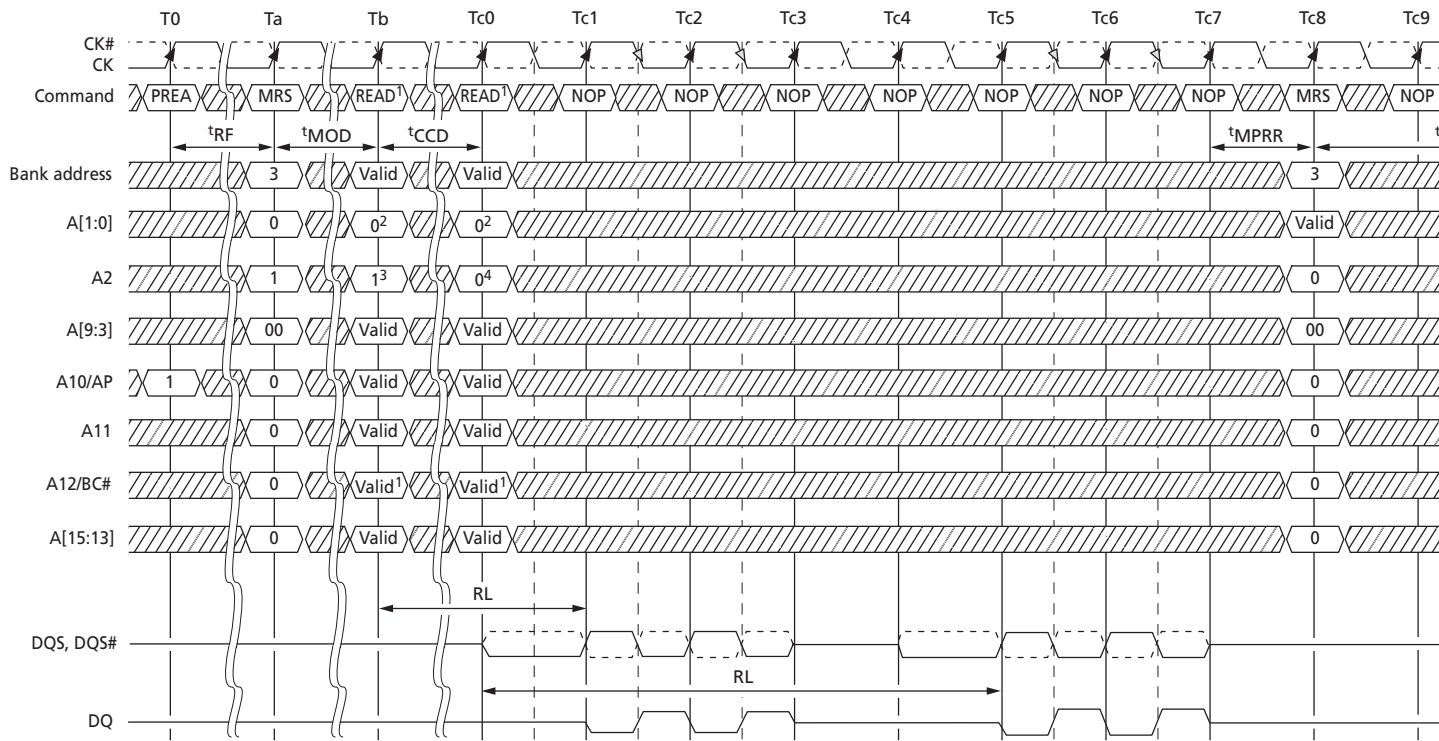 T0 Ta Tb Tc0 Tc1 Tc2 Tc3 Tc4 Tc5 Tc6 Tc7 Tc8 Tc9
CK#
CK
Command PREA MRS READ1 READ1 NOP NOP NOP NOP NOP NOP NOP MRS NOP
tRF tMOD tCCD tMPRR t
Bank address 3 Valid Valid 3
A[1:0] 0 02 02 Valid
A2 1 13 04 0
A[9:3] 00 Valid Valid 00
A10/AP 1 0 Valid Valid 0
A11 0 Valid Valid 0
A12/BC# 0 Valid1 Valid1 0
A[15:13] 0 Valid Valid 0
RL
DQS, DQS#
RL
DQ